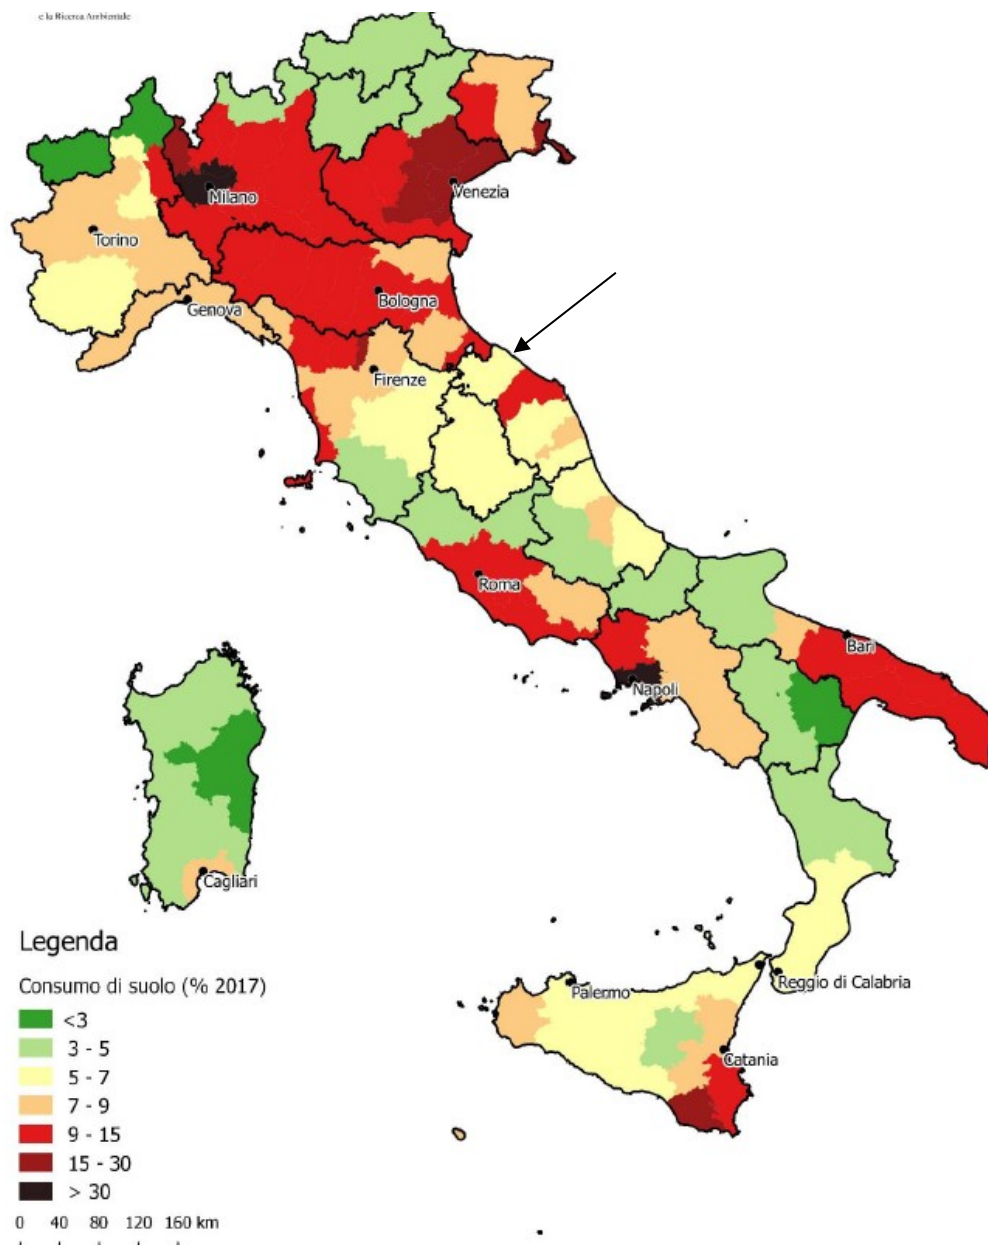 e la Ricerca Ambientale
Milano
Venezia
Torino
Genova
Bologna
Firenze
Roma
Bari
Napoli
Cagliari
Palermo
Reggio di Calabria
Catania
Legenda
Consumo di suolo (% 2017)
<3
3 - 5
5 - 7
7 - 9
9 - 15
15 - 30
> 30
0 40 80 120 160 km